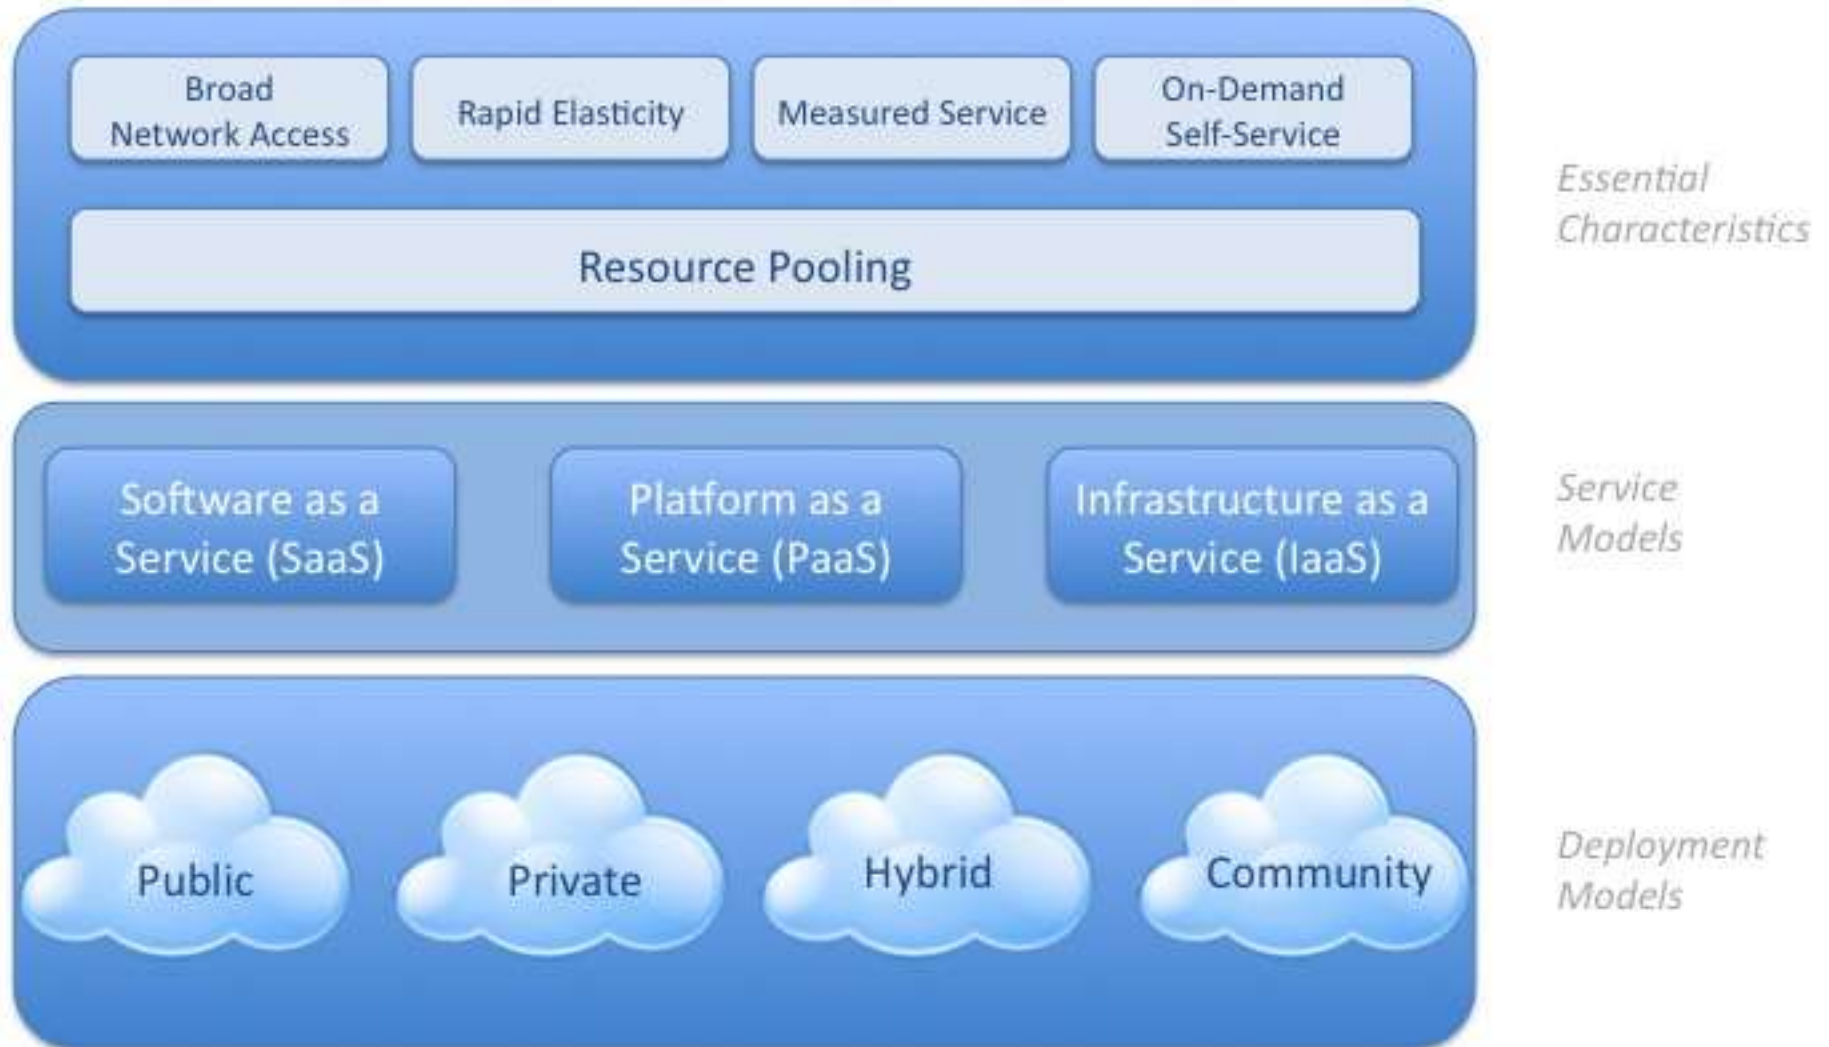 Broad
Network Access
Rapid Elasticity
Measured Service
On-Demand
Self-Service
Resource Pooling
Essential
Characteristics
Software as a
Service (SaaS)
Platform as a
Service (PaaS)
Infrastructure as a
Service (IaaS)
Service
Models
Public
Private
Hybrid
Community
Deployment
Models